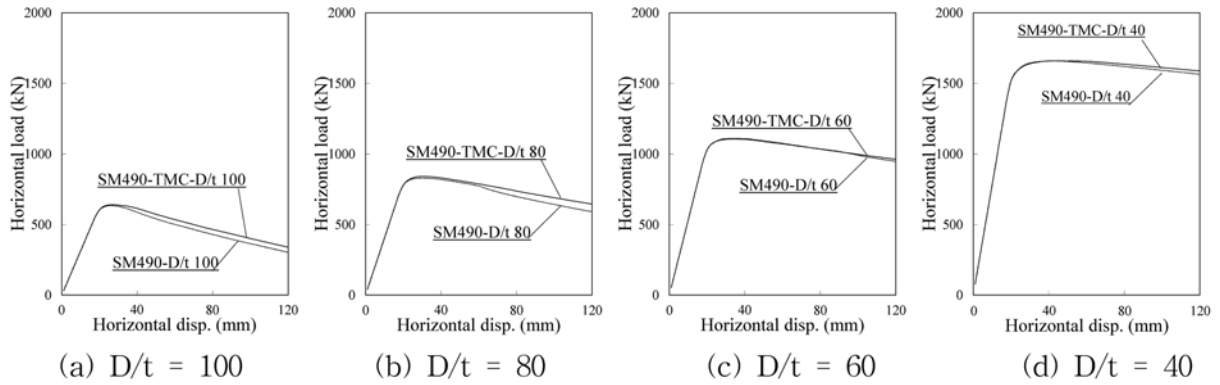 2000
1500
1000
500
0
Horizontal load (kN)
SM490-TMC-D/t 100
SM490-D/t 100
0 40 80 120
Horizontal disp. (mm)
(a) D/t = 100
2000
1500
1000
500
0
Horizontal load (kN)
SM490-TMC-D/t 80
SM490-D/t 80
0 40 80 120
Horizontal disp. (mm)
(b) D/t = 80
2000
1500
1000
500
0
Horizontal load (kN)
SM490-TMC-D/t 60
SM490-D/t 60
0 40 80 120
Horizontal disp. (mm)
(c) D/t = 60
2000
1500
1000
500
0
Horizontal load (kN)
SM490-TMC-D/t 40
SM490-D/t 40
0 40 80 120
Horizontal disp. (mm)
(d) D/t = 40